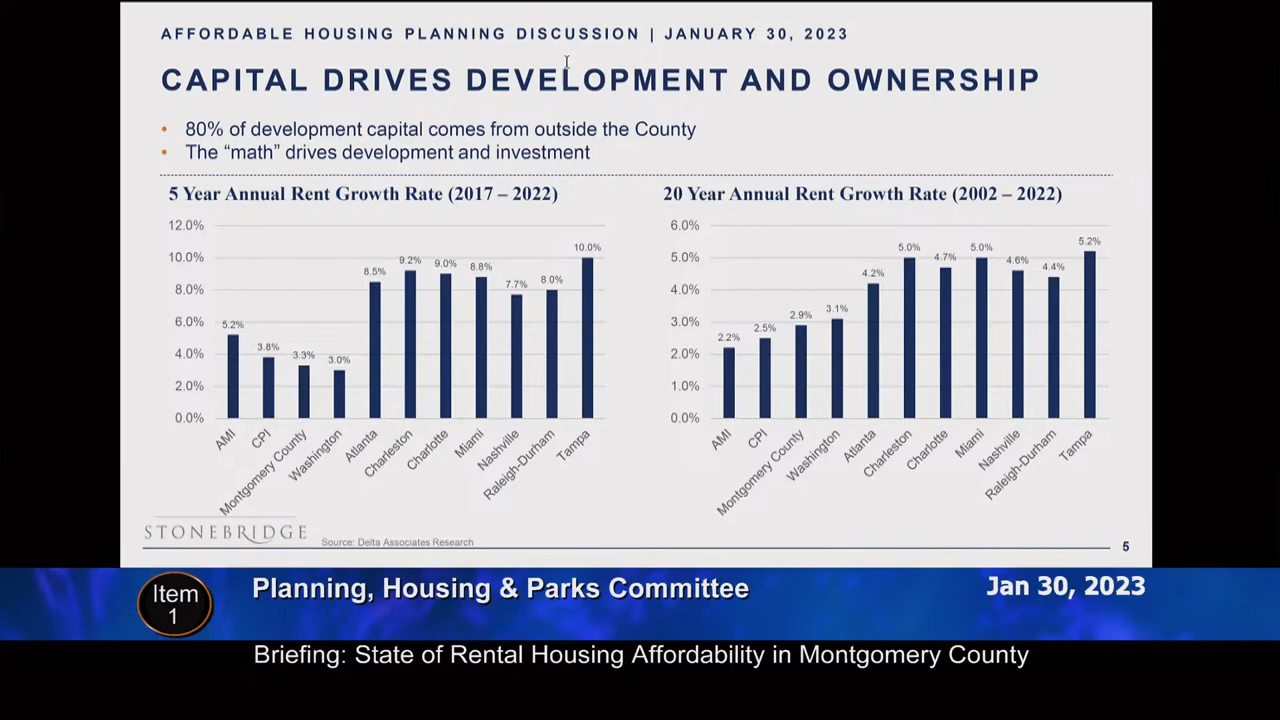 AFFORDABLE HOUSING PLANNING DISCUSSION | JANUARY 30, 2023
CAPITAL DRIVES DEVELOPMENT AND OWNERSHIP
• 80% of development capital comes from outside the County
• The “math” drives development and investment
5 Year Annual Rent Growth Rate (2017 – 2022)
12.0%
10.0%
8.0%
6.0%
4.0%
2.0%
0.0%
5.2%
3.8%
3.3%
3.0%
8.5%
9.2%
9.0%
8.8%
7.7%
8.0%
10.0%
AMI
CPI
Montgomery County
Washington
Atlanta
Charleston
Charlotte
Miami
Nashville
Raleigh-Durham
Tampa
20 Year Annual Rent Growth Rate (2002 – 2022)
6.0%
5.0%
4.0%
3.0%
2.0%
1.0%
0.0%
2.2%
2.5%
2.9%
3.1%
4.2%
5.0%
4.7%
5.0%
4.6%
4.4%
5.2%
AMI
CPI
Montgomery County
Washington
Atlanta
Charleston
Charlotte
Miami
Nashville
Raleigh-Durham
Tampa
STONEBRIDGE
Source: Delta Associates Research
5
Item
1
Planning, Housing & Parks Committee
Jan 30, 2023
Briefing: State of Rental Housing Affordability in Montgomery County